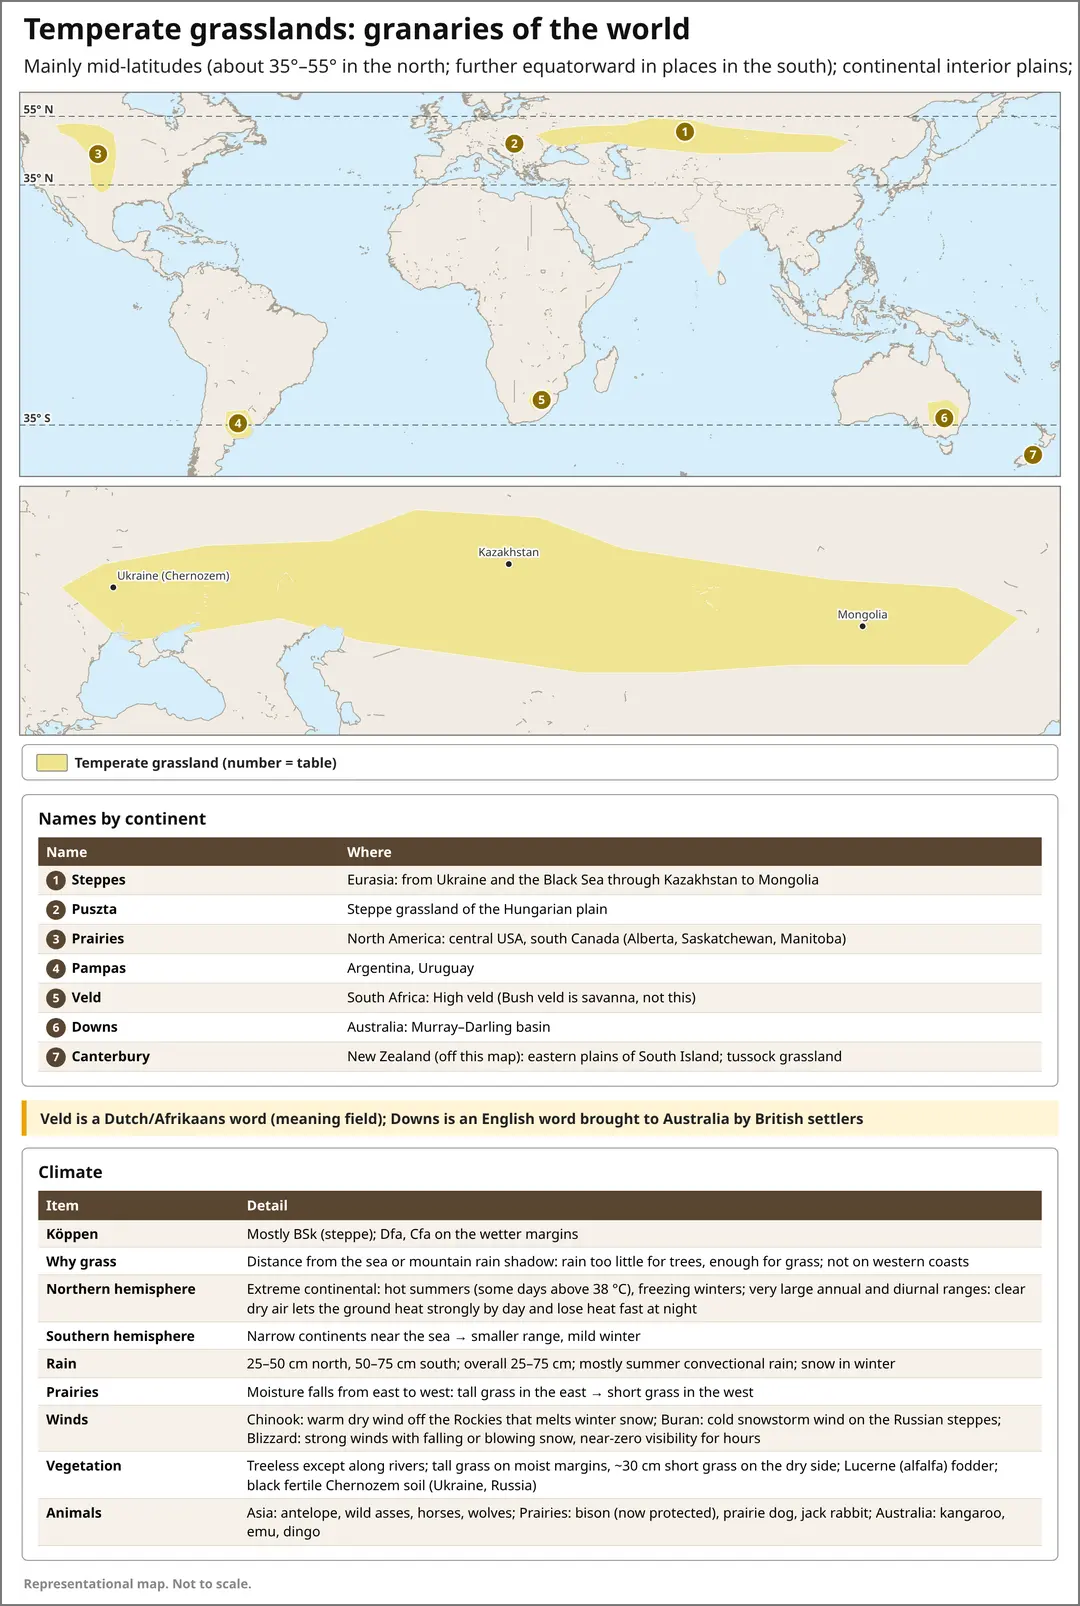 Temperate grasslands: granaries of the world
Mainly mid-latitudes (about 35°–55° in the north; further equatorward in places in the south); continental interior plains;
55° N
1
2
3
35° N
5
6
4
35° S
7
Kazakhstan
Ukraine (Chernozem)
Mongolia
Temperate grassland (number = table)
Names by continent
Name Where
1 Steppes Eurasia: from Ukraine and the Black Sea through Kazakhstan to Mongolia
2 Puszta Steppe grassland of the Hungarian plain
3 Prairies North America: central USA, south Canada (Alberta, Saskatchewan, Manitoba)
4 Pampas Argentina, Uruguay
5 Veld South Africa: High veld (Bush veld is savanna, not this)
6 Downs Australia: Murray–Darling basin
7 Canterbury New Zealand (off this map): eastern plains of South Island; tussock grassland
Veld is a Dutch/Afrikaans word (meaning field); Downs is an English word brought to Australia by British settlers
Climate
Item Detail
Köppen Mostly BSk (steppe); Dfa, Cfa on the wetter margins
Why grass Distance from the sea or mountain rain shadow: rain too little for trees, enough for grass; not on western coasts
Northern hemisphere Extreme continental: hot summers (some days above 38 °C), freezing winters; very large annual and diurnal ranges: clear
dry air lets the ground heat strongly by day and lose heat fast at night
Southern hemisphere Narrow continents near the sea → smaller range, mild winter
Rain 25–50 cm north, 50–75 cm south; overall 25–75 cm; mostly summer convectional rain; snow in winter
Prairies Moisture falls from east to west: tall grass in the east → short grass in the west
Winds Chinook: warm dry wind off the Rockies that melts winter snow; Buran: cold snowstorm wind on the Russian steppes;
Blizzard: strong winds with falling or blowing snow, near-zero visibility for hours
Vegetation Treeless except along rivers; tall grass on moist margins, ~30 cm short grass on the dry side; Lucerne (alfalfa) fodder;
black fertile Chernozem soil (Ukraine, Russia)
Animals Asia: antelope, wild asses, horses, wolves; Prairies: bison (now protected), prairie dog, jack rabbit; Australia: kangaroo,
emu, dingo
Representational map. Not to scale.